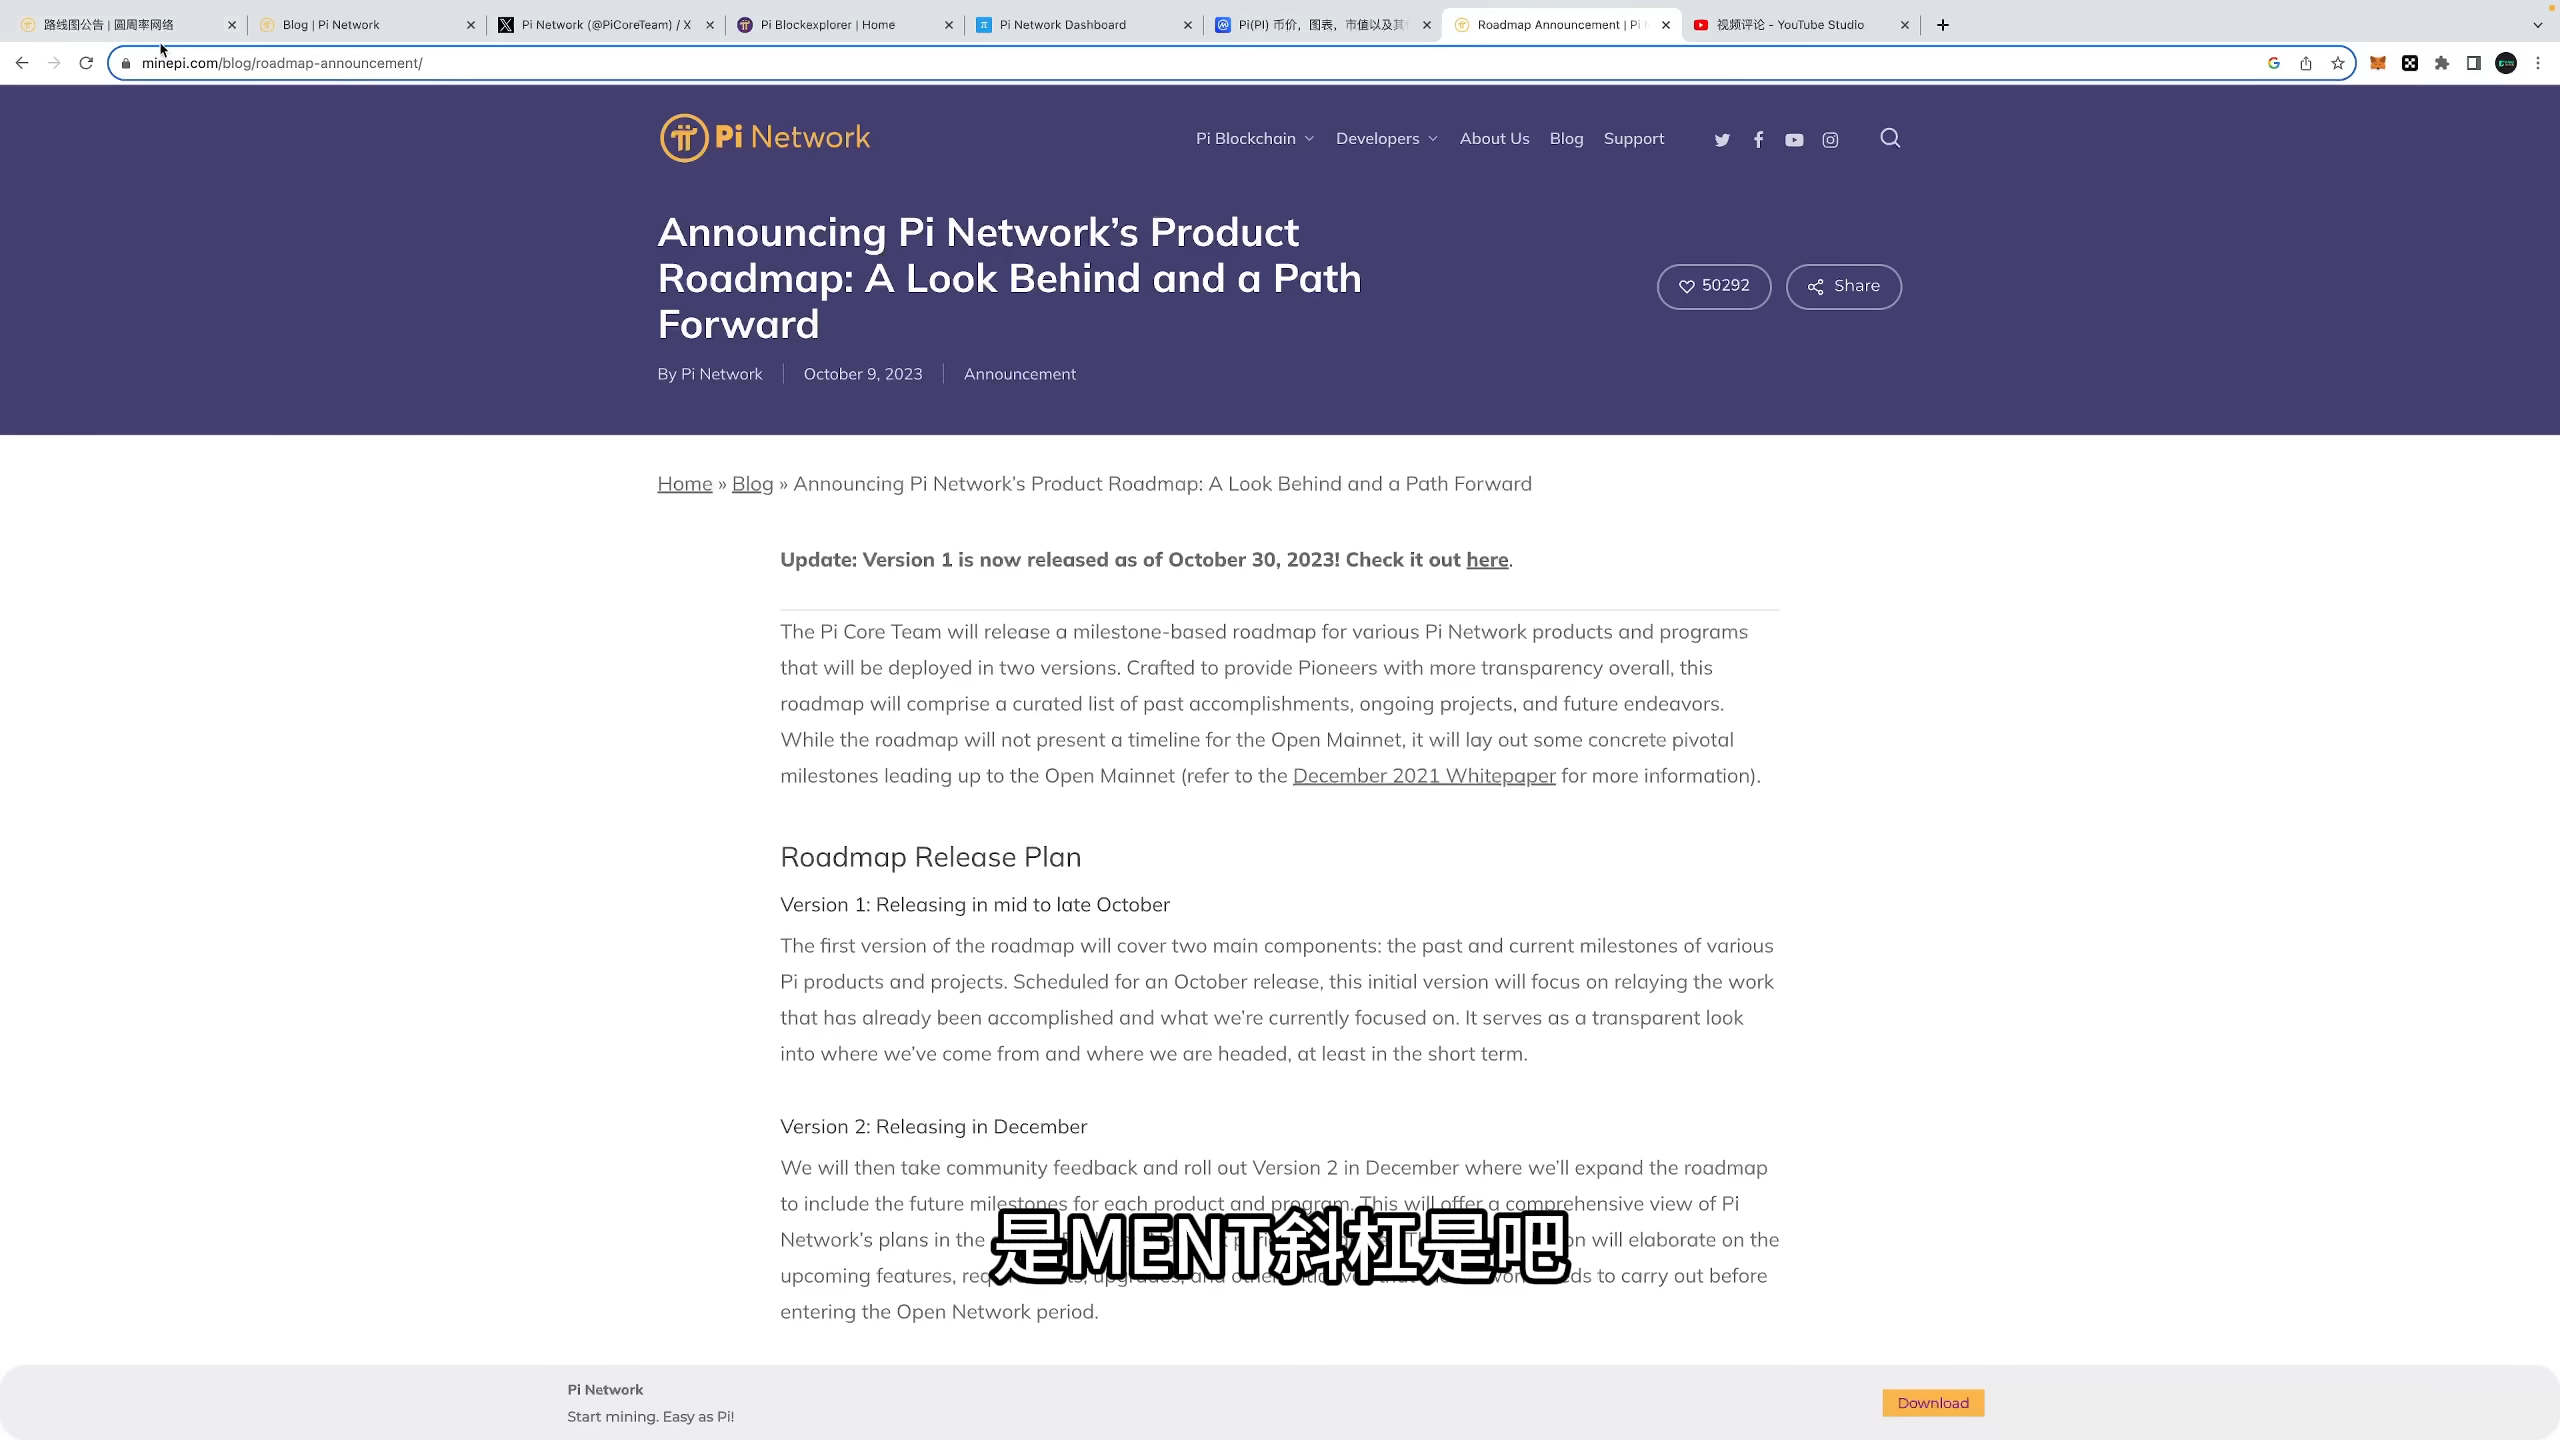 路线图公告 | 圆周率网络
Blog | Pi Network
Pi Network (@PiCoreTeam) / X
Pi Blockexplorer | Home
Pi Network Dashboard
Pi(PI) 币价，图表，市值以及其
Roadmap Announcement | Pi
视频评论 - YouTube Studio
minepi.com/blog/roadmap-announcement/
Pi Network
Pi Blockchain
Developers
About Us
Blog
Support
Announcing Pi Network’s Product
Roadmap: A Look Behind and a Path
Forward
50292
Share
By Pi Network
October 9, 2023
Announcement
Home » Blog » Announcing Pi Network’s Product Roadmap: A Look Behind and a Path Forward
Update: Version 1 is now released as of October 30, 2023! Check it out here.
The Pi Core Team will release a milestone-based roadmap for various Pi Network products and programs
that will be deployed in two versions. Crafted to provide Pioneers with more transparency overall, this
roadmap will comprise a curated list of past accomplishments, ongoing projects, and future endeavors.
While the roadmap will not present a timeline for the Open Mainnet, it will lay out some concrete pivotal
milestones leading up to the Open Mainnet (refer to the December 2021 Whitepaper for more information).
Roadmap Release Plan
Version 1: Releasing in mid to late October
The first version of the roadmap will cover two main components: the past and current milestones of various
Pi products and projects. Scheduled for an October release, this initial version will focus on relaying the work
that has already been accomplished and what we’re currently focused on. It serves as a transparent look
into where we’ve come from and where we are headed, at least in the short term.
Version 2: Releasing in December
We will then take community feedback and roll out Version 2 in December where we’ll expand the roadmap
to include the future milestones for each product and program. This will offer a comprehensive view of Pi
Network’s plans in the will elaborate on the
是MENT斜杠是吧
upcoming features, to carry out before
entering the Open Network period.
Pi Network
Start mining. Easy as Pi!
Download